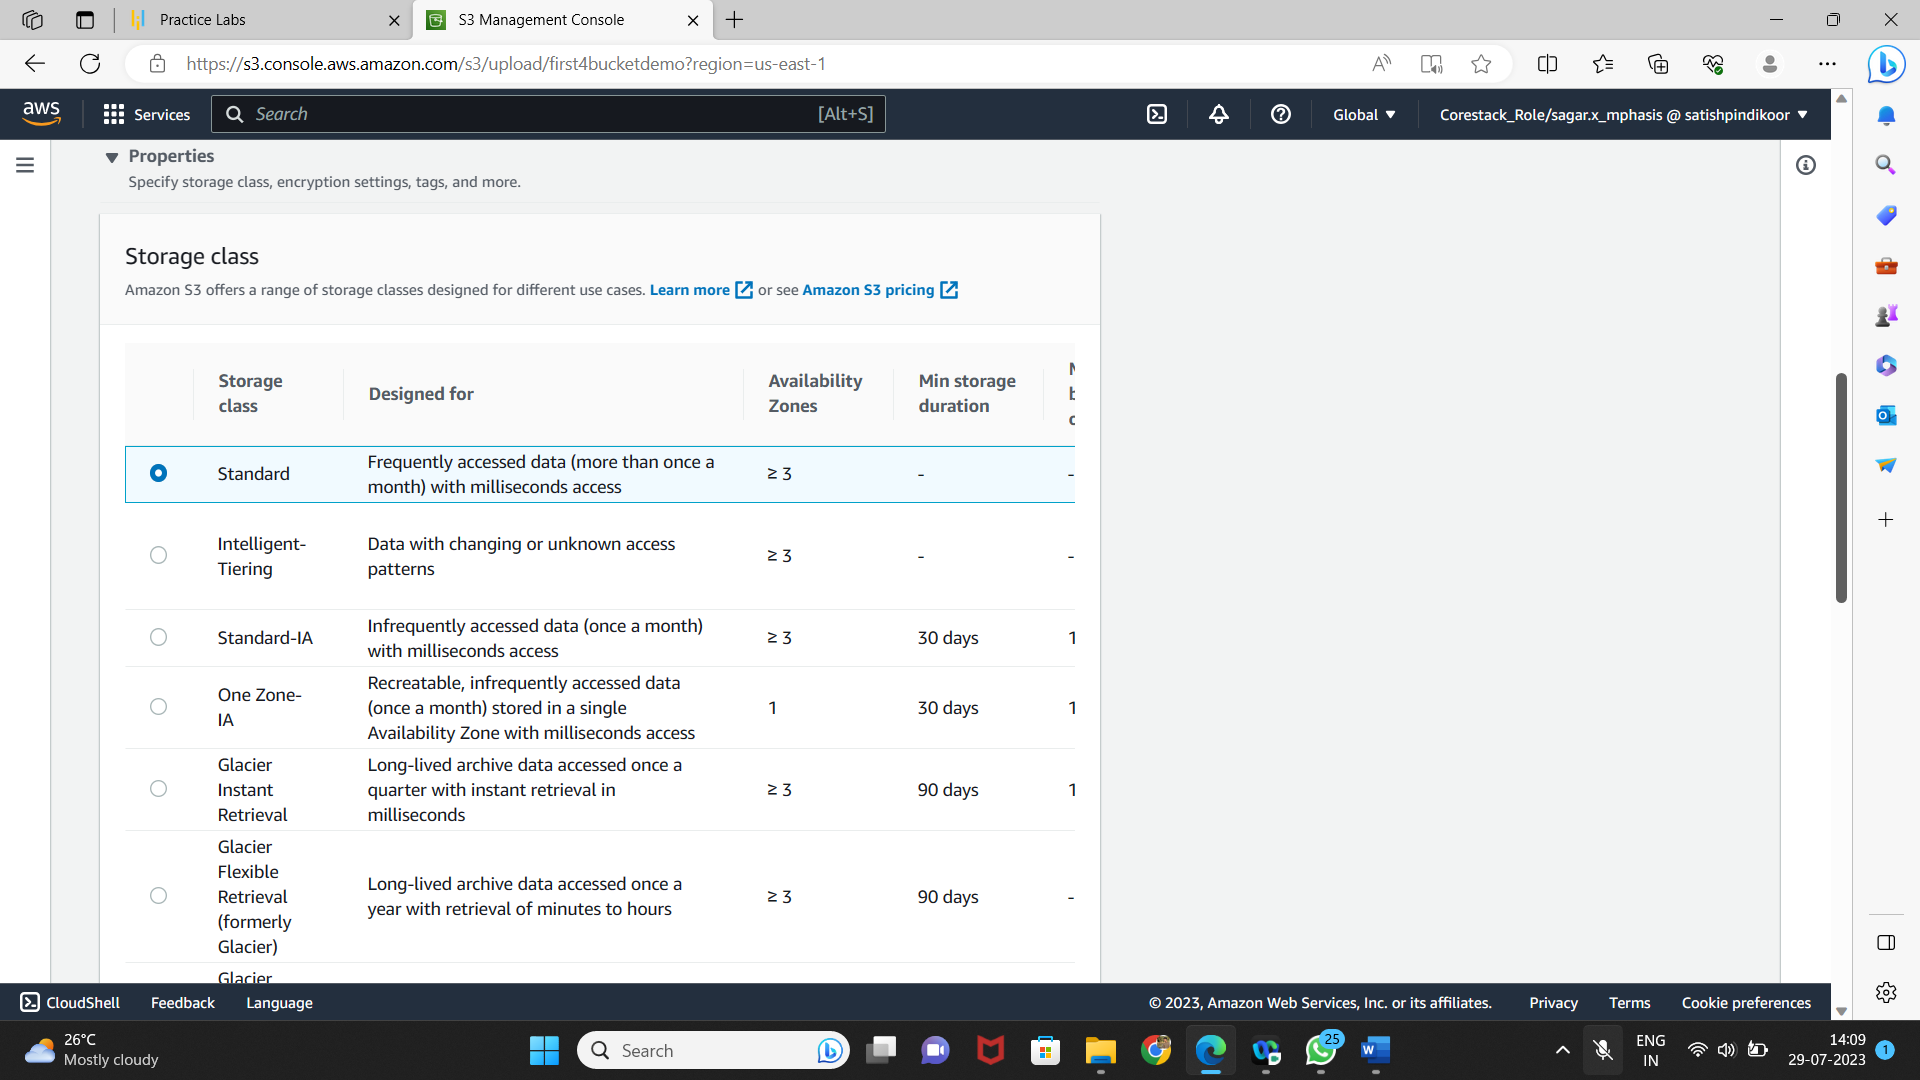 Practice Labs
S3 Management Console
https://s3.console.aws.amazon.com/s3/upload/first4bucketdemo?region=us-east-1
aws
Services
Search
[Alt+S]
Global
Corestack_Role/sagar.x_mphasis @ satishpindikoor
Properties
Specify storage class, encryption settings, tags, and more.
Storage class
Amazon S3 offers a range of storage classes designed for different use cases. Learn more or see Amazon S3 pricing
Storage
class
Designed for
Availability
Zones
Min storage
duration
Standard
Frequently accessed data (more than once a
month) with milliseconds access
≥ 3
-
-
Intelligent-
Tiering
Data with changing or unknown access
patterns
≥ 3
-
-
Standard-IA
Infrequently accessed data (once a month)
with milliseconds access
≥ 3
30 days
1
One Zone-
IA
Recreatable, infrequently accessed data
(once a month) stored in a single
Availability Zone with milliseconds access
1
30 days
1
Glacier
Instant
Retrieval
Long-lived archive data accessed once a
quarter with instant retrieval in
milliseconds
≥ 3
90 days
1
Glacier
Flexible
Retrieval
(formerly
Glacier)
Long-lived archive data accessed once a
year with retrieval of minutes to hours
≥ 3
90 days
-
Glacier
CloudShell
Feedback
Language
© 2023, Amazon Web Services, Inc. or its affiliates.
Privacy
Terms
Cookie preferences
26°C
Mostly cloudy
Search
25
ENG
IN
14:09
29-07-2023
1